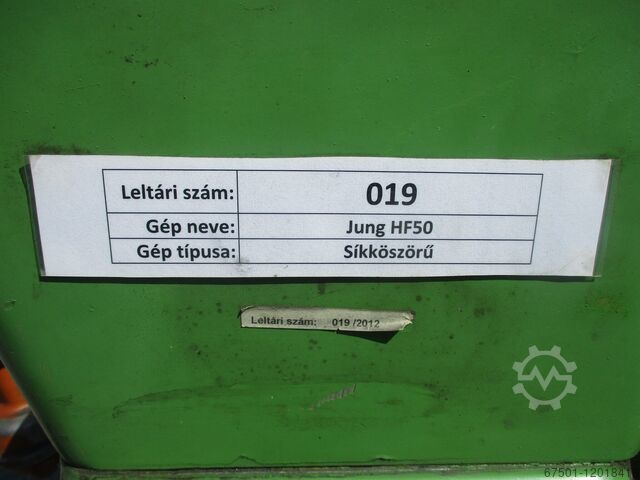 Leltári szám: 019
Gép neve: Jung HF50
Gép típusa: Síkköszörű
Leltári szám: 019 /2012
67501-1201841